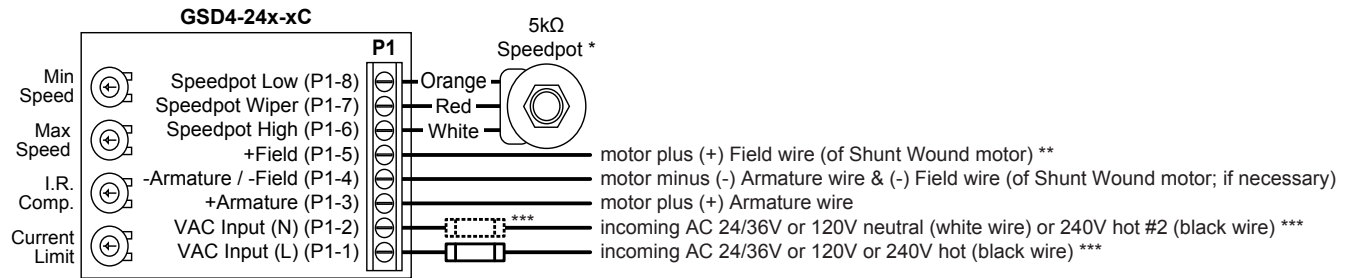 GSD4-24x-xC
5kΩ
Speedpot *
P1
Min
Speed
Max
Speed
I.R.
Comp.
Current
Limit
Speedpot Low (P1-8)
Orange
Speedpot Wiper (P1-7)
Red
Speedpot High (P1-6)
White
+Field (P1-5)
motor plus (+) Field wire (of Shunt Wound motor) **
-Armature / -Field (P1-4)
motor minus (-) Armature wire & (-) Field wire (of Shunt Wound motor; if necessary)
+Armature (P1-3)
motor plus (+) Armature wire
VAC Input (N) (P1-2)
***
incoming AC 24/36V or 120V neutral (white wire) or 240V hot #2 (black wire) ***
VAC Input (L) (P1-1)
incoming AC 24/36V or 120V or 240V hot (black wire) ***